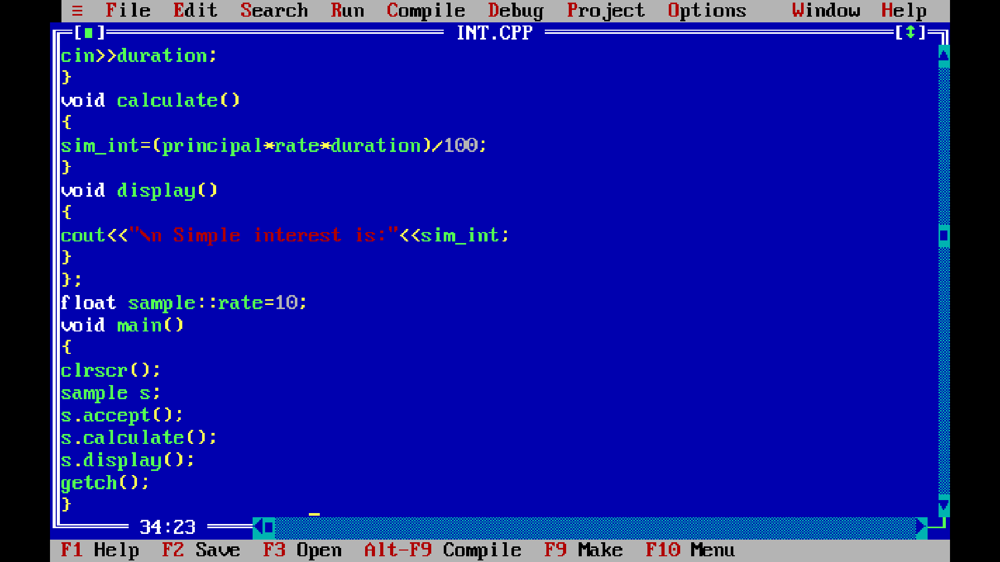 ≡ File Edit Search Run Compile Debug Project Options Window Help
[■] INT.CPP [↕]
cin>>duration;
}
void calculate()
{
sim_int=(principal*rate*duration)/100;
}
void display()
{
cout<<"\n Simple interest is:"<<sim_int;
}
};
float sample::rate=10;
void main()
{
clrscr();
sample s;
s.accept();
s.calculate();
s.display();
getch();
}
34:23
F1 Help F2 Save F3 Open Alt-F9 Compile F9 Make F10 Menu